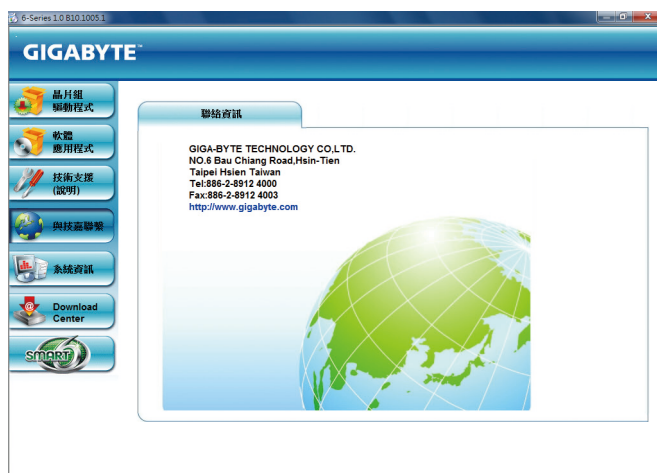 6-Series 1.0 B10.1005.1
GIGABYTE™
晶片組
驅動程式
軟體
應用程式
技術支援
(說明)
與技嘉聯繫
系統資訊
Download
Center
SMART6
聯絡資訊
GIGA-BYTE TECHNOLOGY CO,LTD.
NO.6 Bau Chiang Road,Hsin-Tien
Taipei Hsien Taiwan
Tel:886-2-8912 4000
Fax:886-2-8912 4003
http://www.gigabyte.com